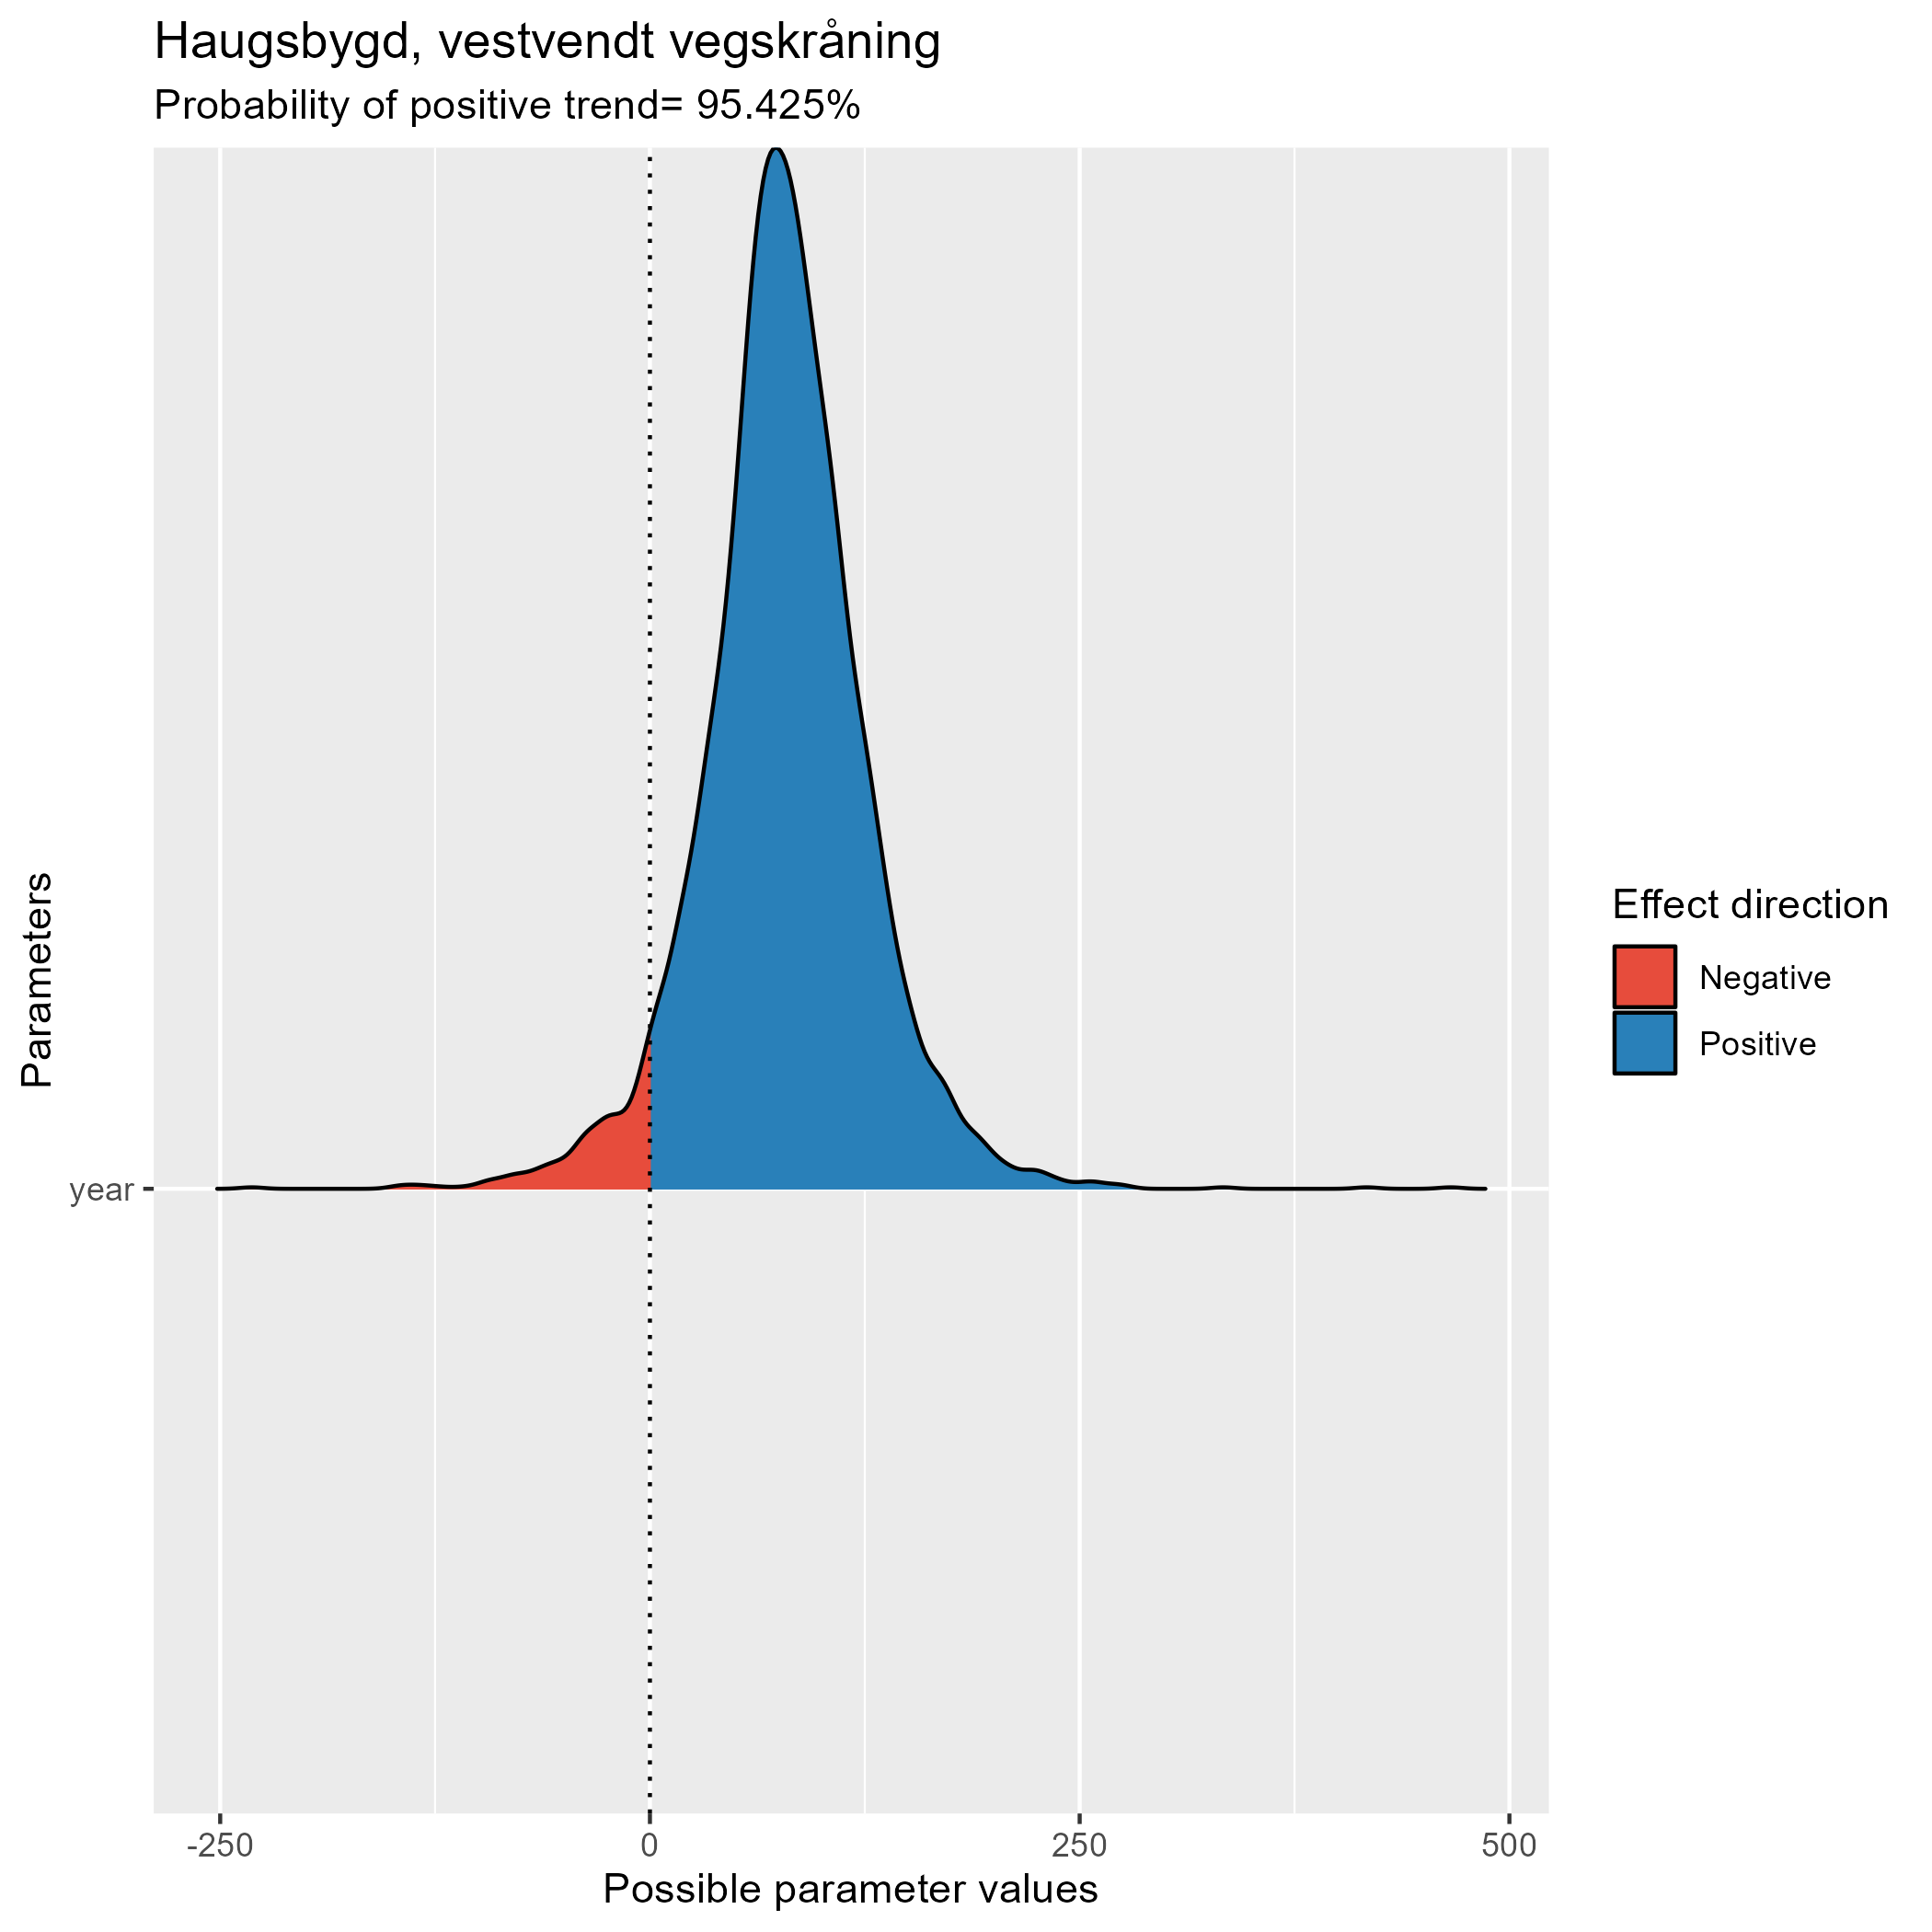 Haugsbygd, vestvendt vegskråning
Probability of positive trend= 95.425%
Parameters
year
-250
0
250
500
Possible parameter values
Effect direction
Negative
Positive